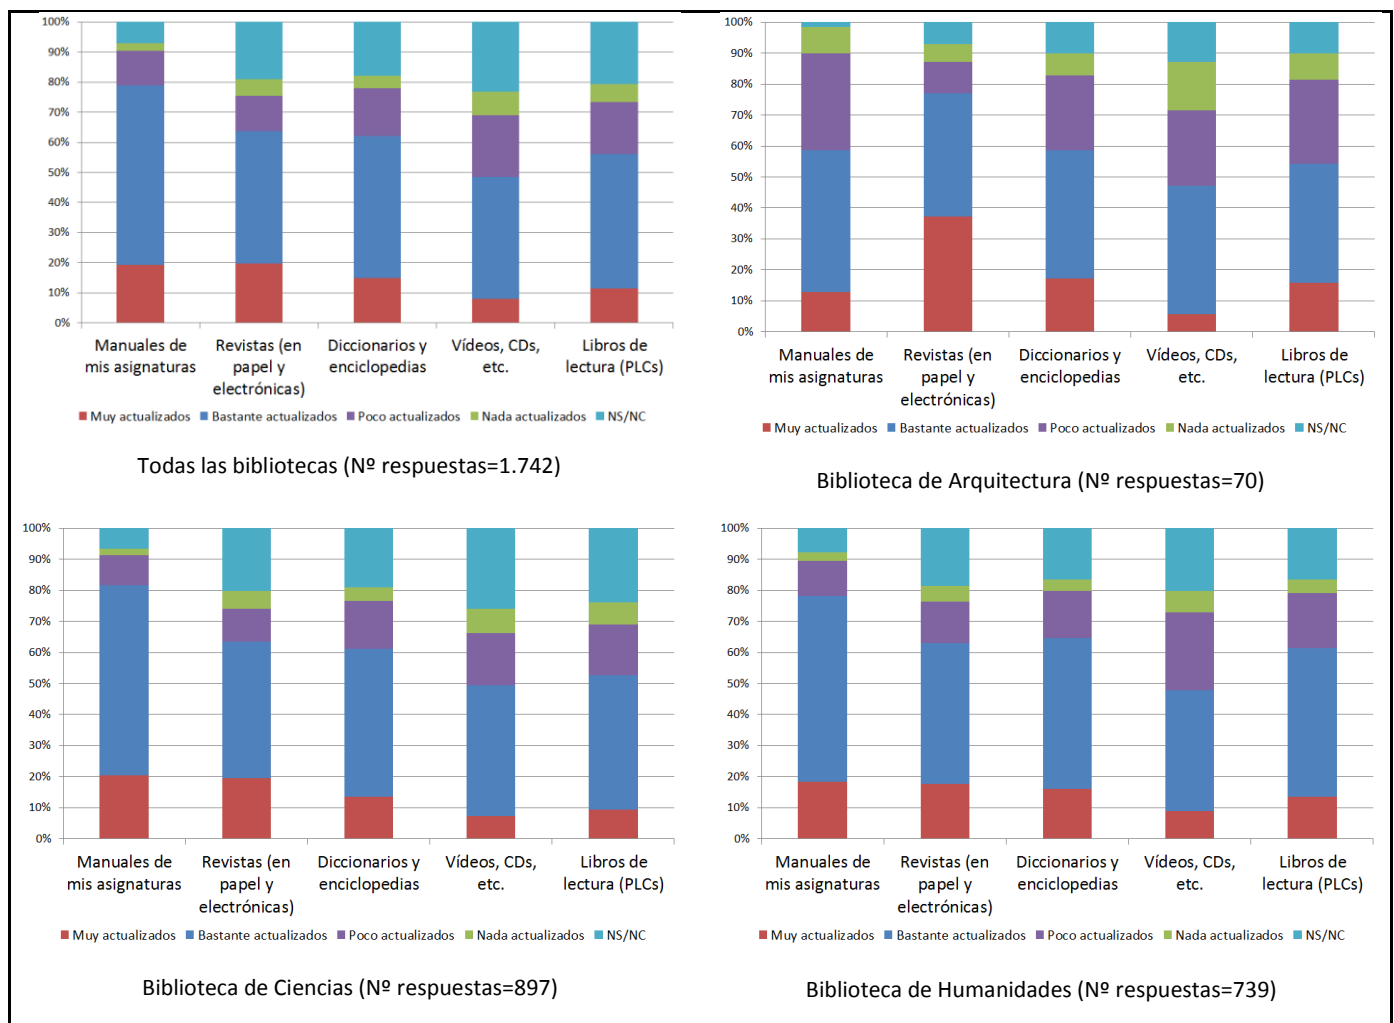 100%
90%
80%
70%
60%
50%
40%
30%
20%
10%
0%
Manuales de
mis asignaturas
Revistas (en
papel y
electrónicas)
Diccionarios y
enciclopedias
Vídeos, CDs,
etc.
Libros de
lectura (PLCs)
Muy actualizados Bastante actualizados Poco actualizados Nada actualizados NS/NC
Todas las bibliotecas (Nº respuestas=1.742)
100%
90%
80%
70%
60%
50%
40%
30%
20%
10%
0%
Manuales de
mis asignaturas
Revistas (en
papel y
electrónicas)
Diccionarios y
enciclopedias
Vídeos, CDs,
etc.
Libros de
lectura (PLCs)
Muy actualizados Bastante actualizados Poco actualizados Nada actualizados NS/NC
Biblioteca de Arquitectura (Nº respuestas=70)
100%
90%
80%
70%
60%
50%
40%
30%
20%
10%
0%
Manuales de
mis asignaturas
Revistas (en
papel y
electrónicas)
Diccionarios y
enciclopedias
Vídeos, CDs,
etc.
Libros de
lectura (PLCs)
Muy actualizados Bastante actualizados Poco actualizados Nada actualizados NS/NC
Biblioteca de Ciencias (Nº respuestas=897)
100%
90%
80%
70%
60%
50%
40%
30%
20%
10%
0%
Manuales de
mis asignaturas
Revistas (en
papel y
electrónicas)
Diccionarios y
enciclopedias
Vídeos, CDs,
etc.
Libros de
lectura (PLCs)
Muy actualizados Bastante actualizados Poco actualizados Nada actualizados NS/NC
Biblioteca de Humanidades (Nº respuestas=739)